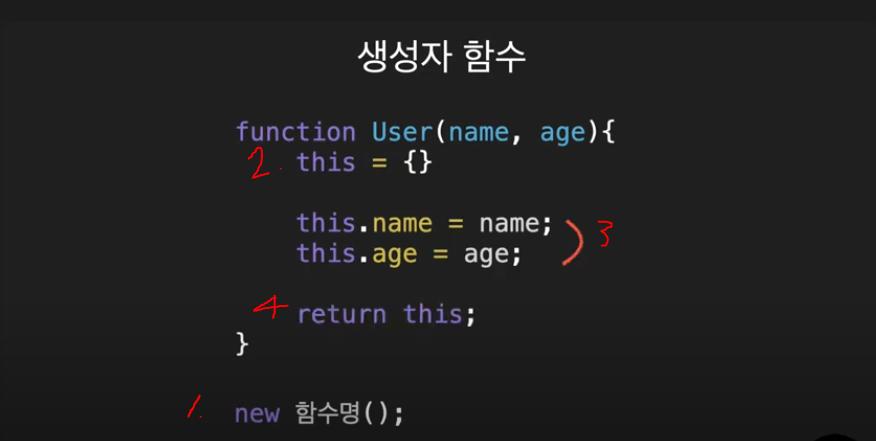 생성자 함수
function User(name, age){
2. this = {}
this.name = name;
this.age = age; 3
4 return this;
}
1. new 함수명();